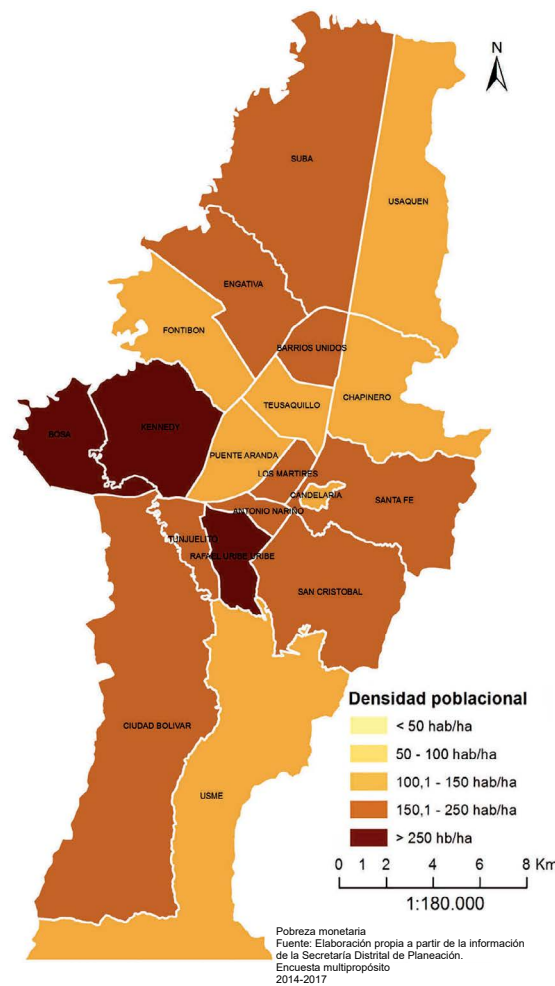 N
SUBA
USAQUEN
ENGATIVA
FONTIBON
BARRIOS UNIDOS
TEUSAQUILLO
CHAPINERO
BOSA
KENNEDY
PUENTE ARANDA
LOS MARTIRES
CANDELARIA
SANTA FE
ANTONIO NARIÑO
TUNJUELITO
RAFAEL URIBE URIBE
SAN CRISTOBAL
CIUDAD BOLIVAR
USME
Densidad poblacional
< 50 hab/ha
50 - 100 hab/ha
100,1 - 150 hab/ha
150,1 - 250 hab/ha
> 250 hb/ha
0 1 2 4 6 8 Km
1:180.000
Pobreza monetaria
Fuente: Elaboración propia a partir de la información
de la Secretaría Distrital de Planeación.
Encuesta multipropósito
2014-2017